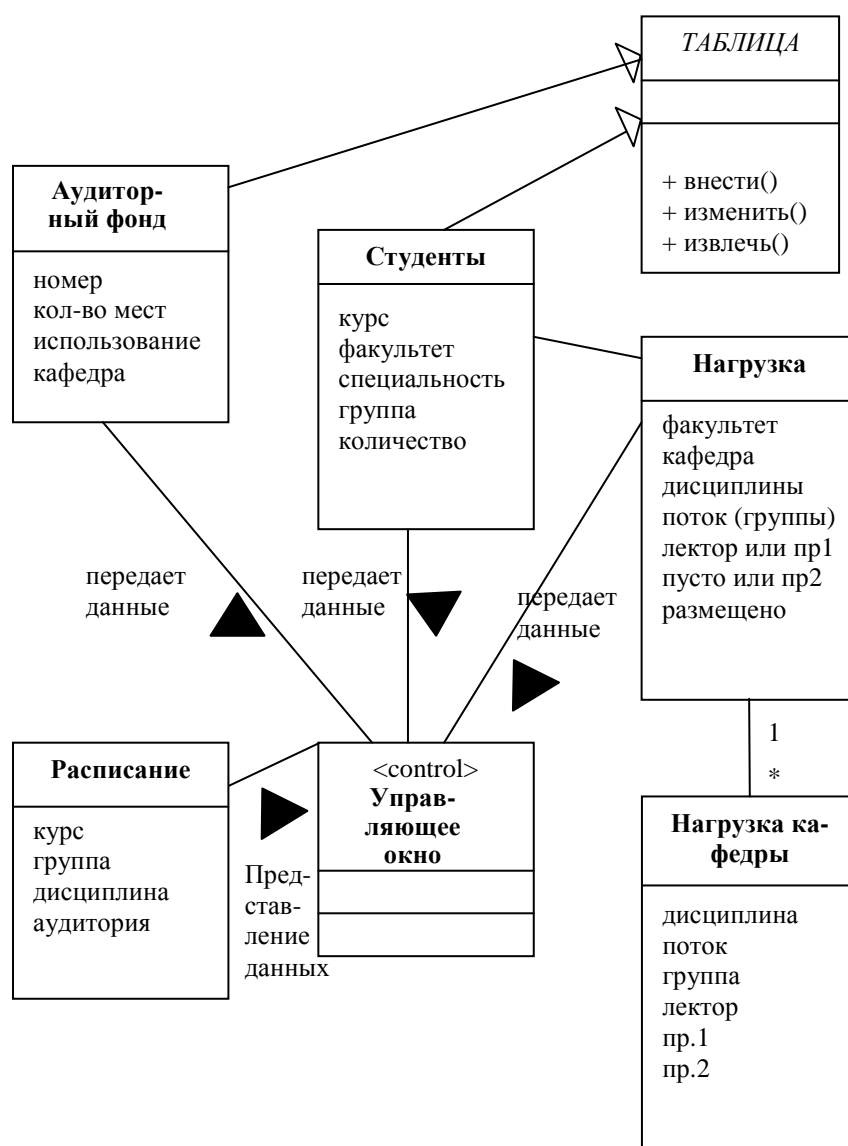 ТАБЛИЦА
+ внести()
+ изменить()
+ извлечь()
Аудитор-
ный фонд
номер
кол-во мест
использование
кафедра
Студенты
курс
факультет
специальность
группа
количество
Нагрузка
факультет
кафедра
дисциплины
поток (группы)
лектор или пр1
пусто или пр2
размещено
передает
данные
передает
данные
передает
данные
1
*
Расписание
курс
группа
дисциплина
аудитория
Пред-
став-
ление
данных
<control>
Управ-
ляющее
окно
Нагрузка ка-
федры
дисциплина
поток
группа
лектор
пр.1
пр.2